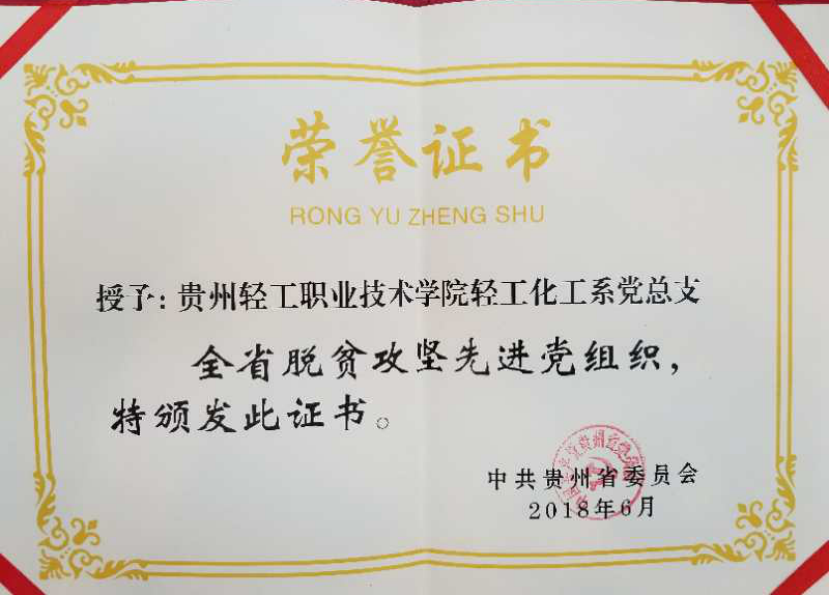 荣誉证书
RONG YU ZHENG SHU
授予：贵州轻工职业技术学院轻工化工系党总支
全省脱贫攻坚先进党组织，
特颁发此证书。
中共贵州省委员会
2018年6月